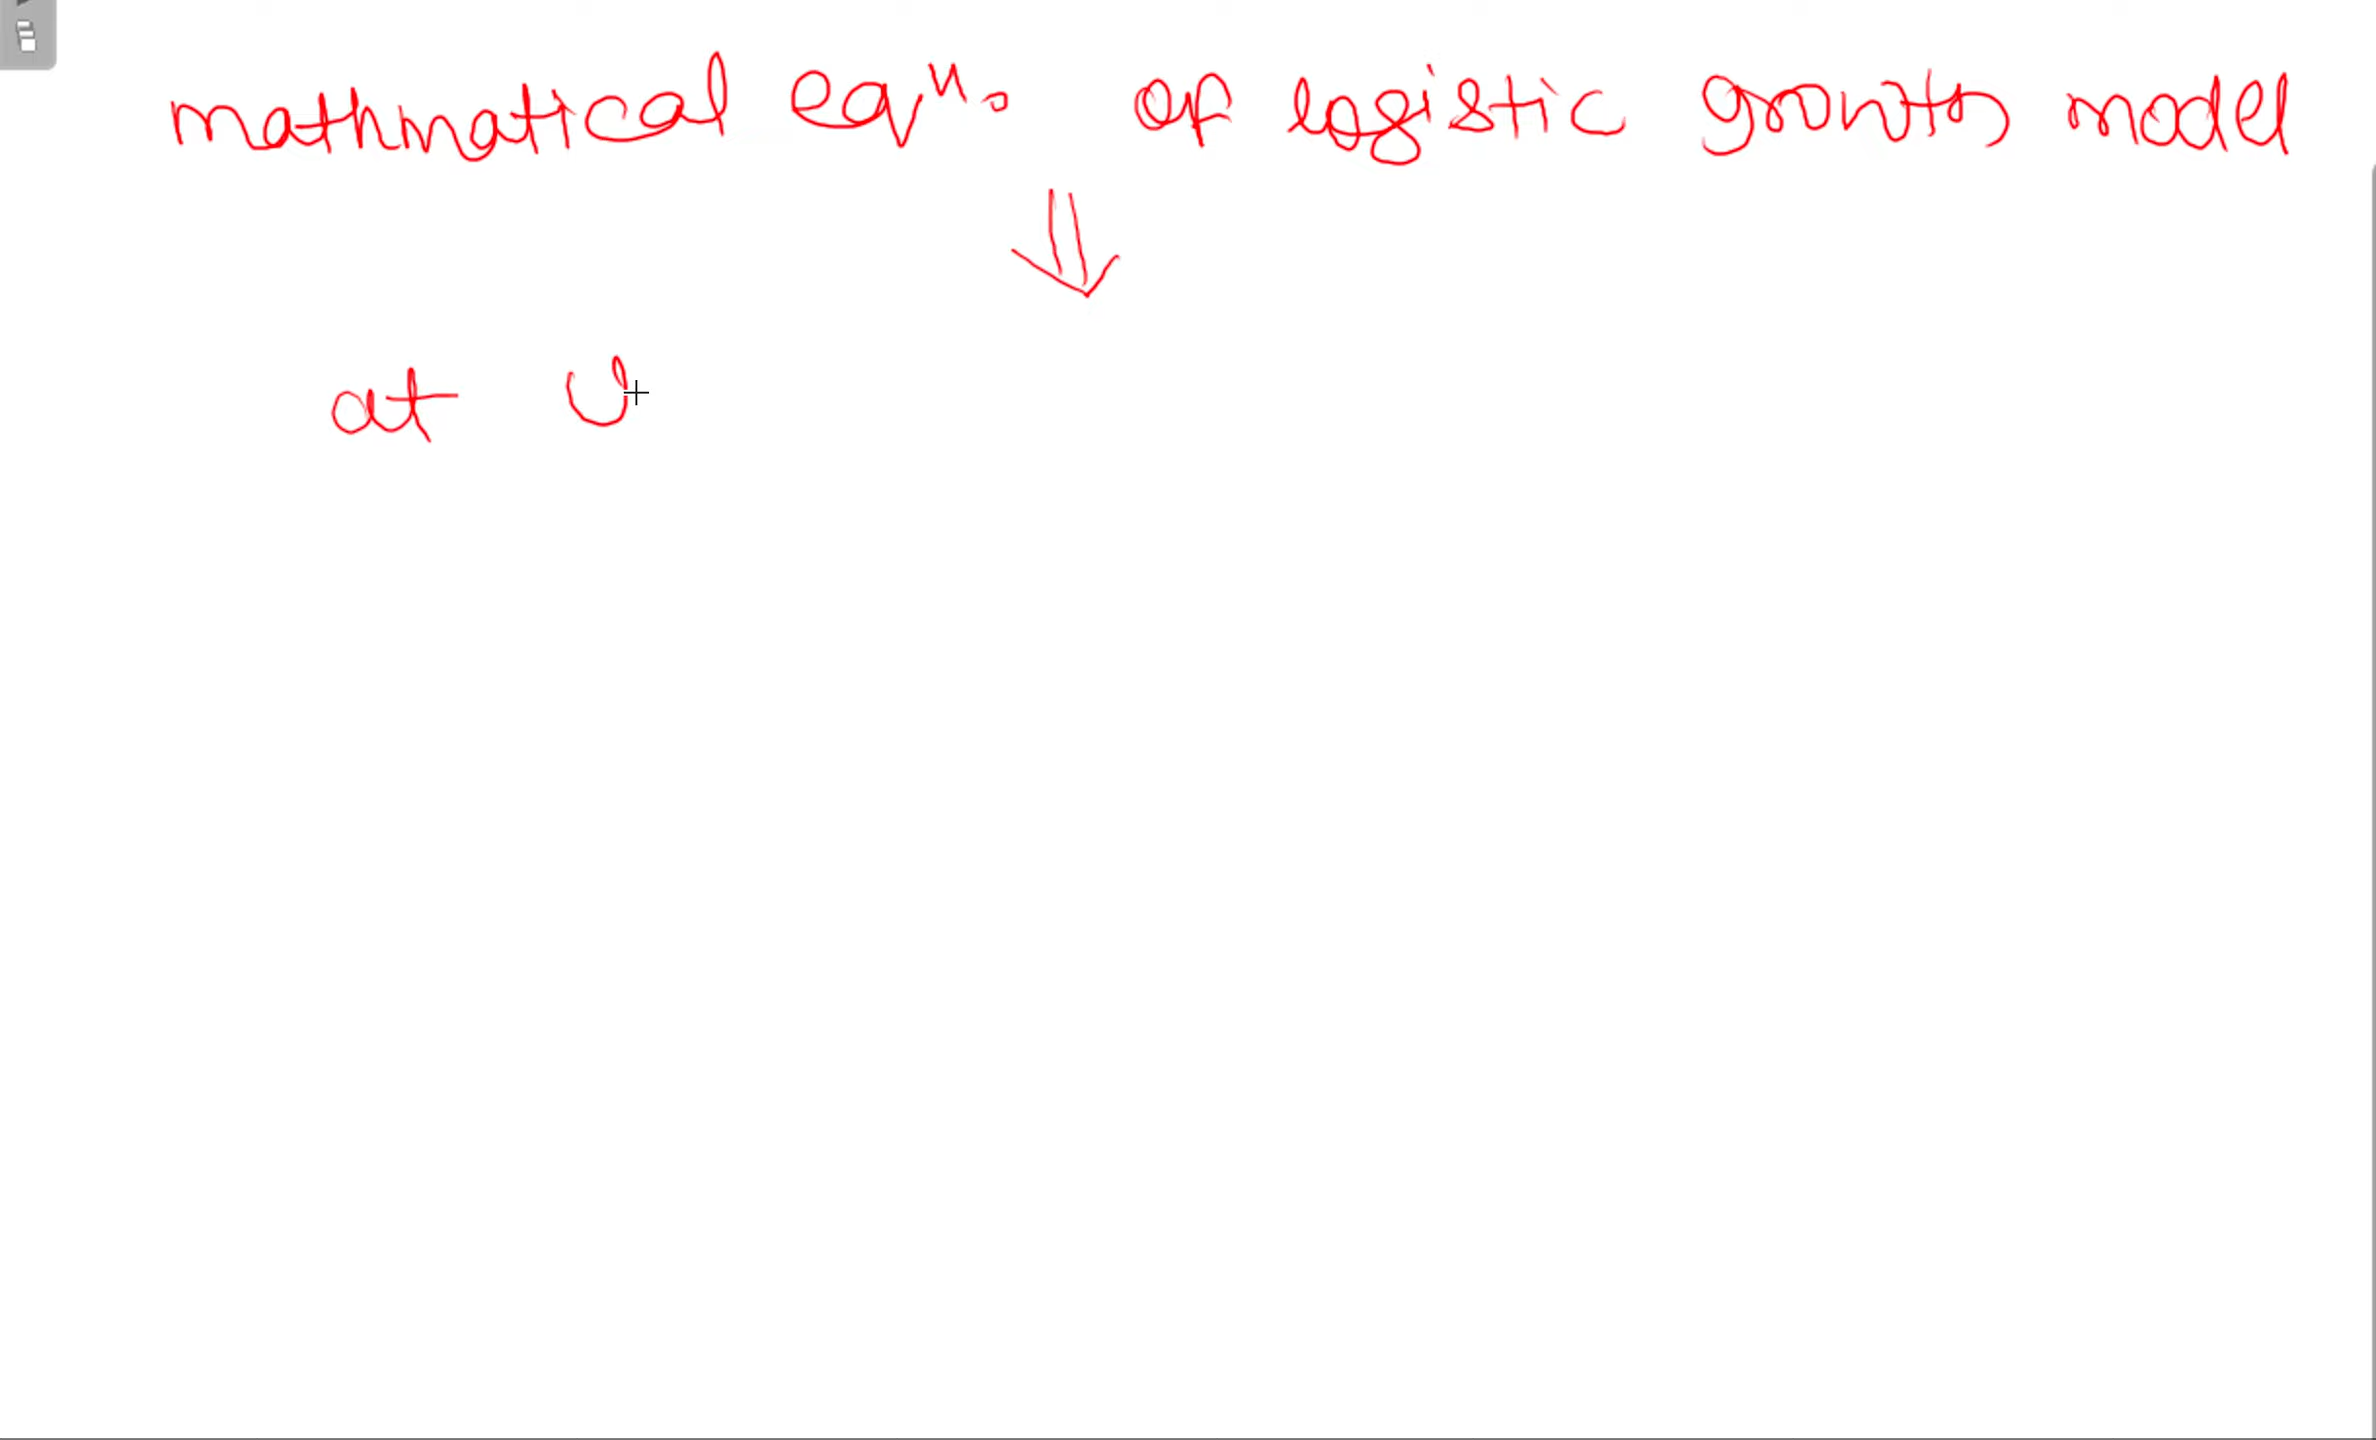 mathmatical eqⁿ. of logistic growth model
at